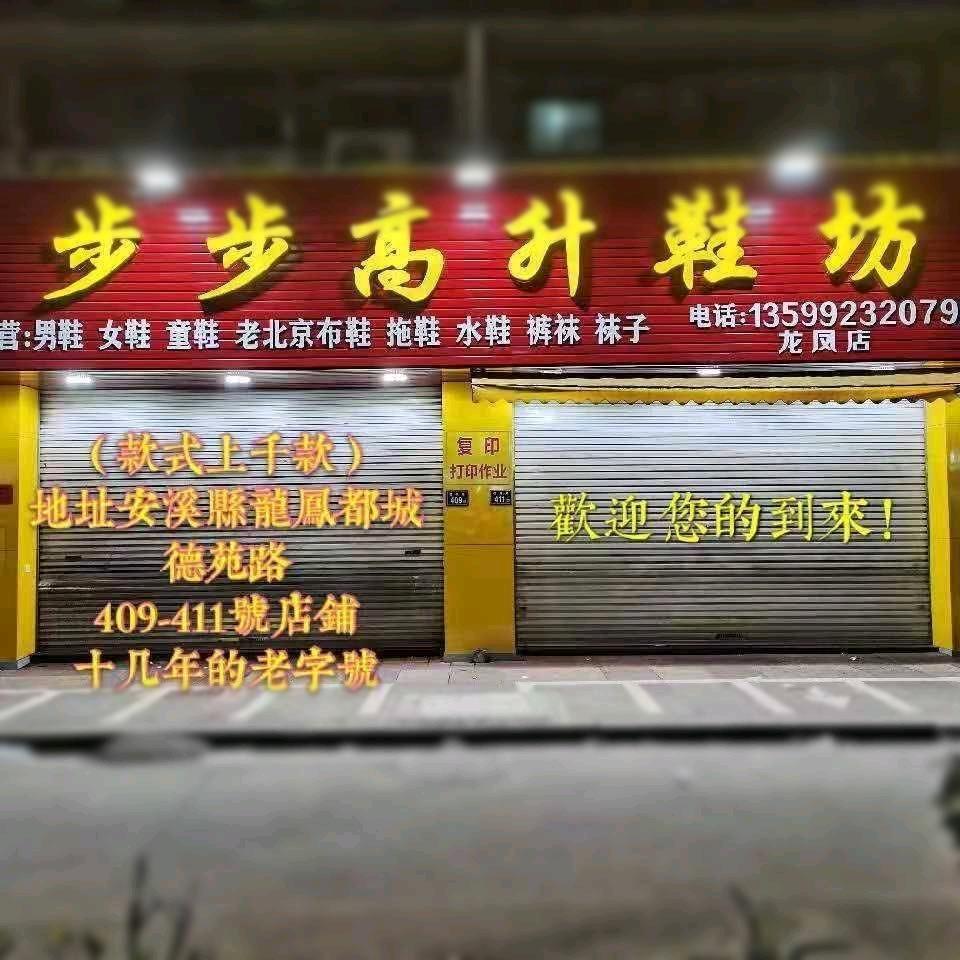 步步高升鞋坊
营:男鞋 女鞋 童鞋 老北京布鞋 拖鞋 水鞋 裤袜 袜子
电话:13599232079
龙凤店
（款式上千款）
地址安溪縣龍鳳都城
德苑路
409-411號店鋪
十几年的老字號
复印
打印作业
409
411
歡迎您的到來!